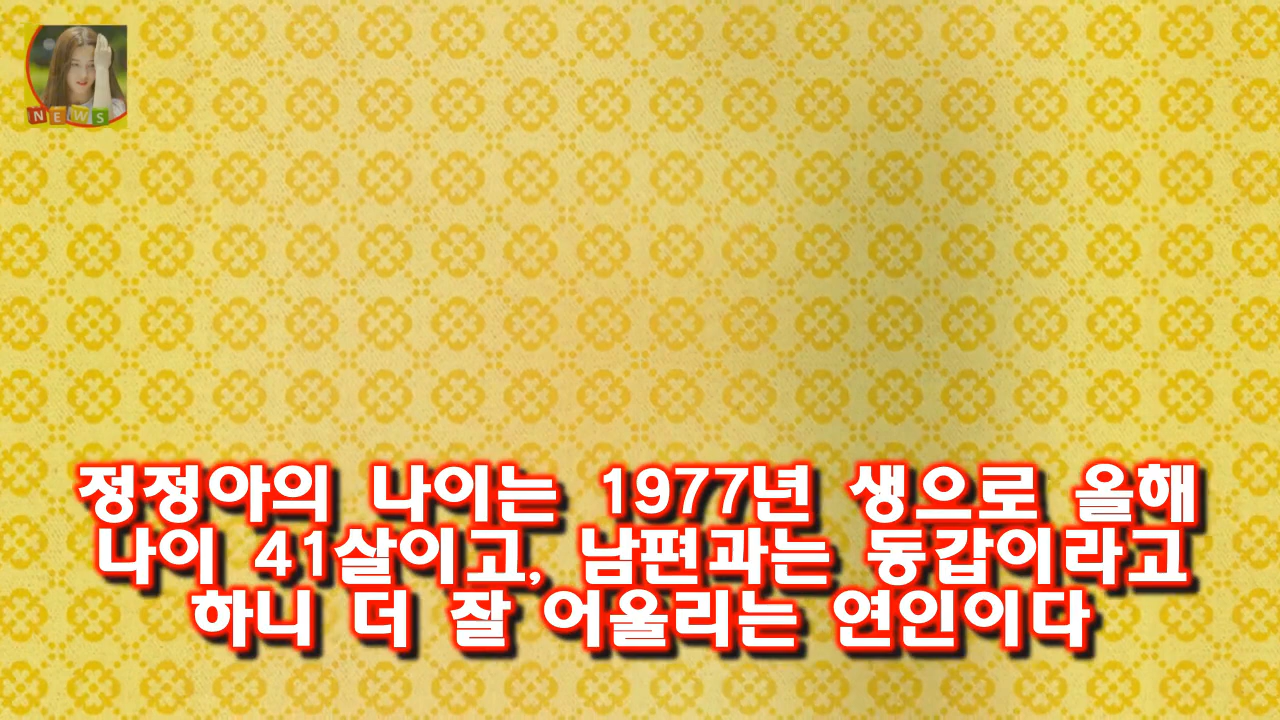 NEWS
정정아의 나이는 1977년 생으로 올해
나이 41살이고, 남편과는 동갑이라고
하니 더 잘 어울리는 연인이다